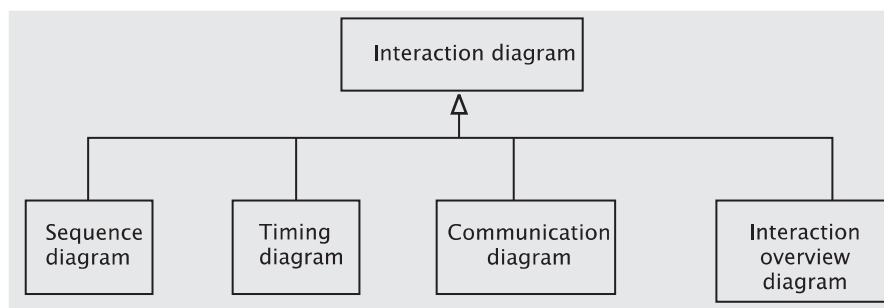 Interaction diagram
Sequence
diagram
Timing
diagram
Communication
diagram
Interaction
overview
diagram